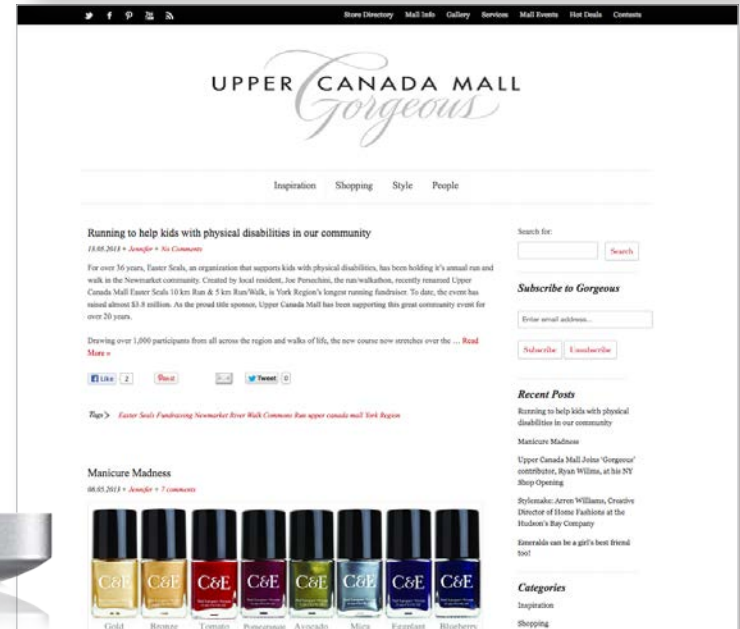 Store Directory Mall Info Gallery Services Mall Events Hot Deals Contests
UPPER CANADA MALL
Gorgeous
Inspiration Shopping Style People
Running to help kids with physical disabilities in our community
13.05.2013 + Jennifer + No Comments
For over 36 years, Easter Seals, an organization that supports kids with physical disabilities, has been holding it's annual run and
walk in the Newmarket community. Created by local resident, Joe Persechini, the run/walkathon, recently renamed Upper
Canada Mall Easter Seals 10 km Run & 5 km Run/Walk, is York Region's longest running fundraiser. To date, the event has
raised almost $3.8 million. As the proud title sponsor, Upper Canada Mall has been supporting this great community event for
over 20 years.
Drawing over 1,000 participants from all across the region and walks of life, the new course now stretches over the … Read
More »
Like 2 Pin it Tweet 0
Tags > Easter Seals Fundraising Newmarket River Walk Commons Run upper canada mall York Region
Manicure Madness
08.05.2013 + Jennifer + 7 comments
C&E C&E C&E C&E C&E C&E C&E C&E
Gold Bronze Tomato Pomegranate Avocado Mica Eggplant Blueberry
Search for:
Search
Subscribe to Gorgeous
Enter email address...
Subscribe Unsubscribe
Recent Posts
Running to help kids with physical
disabilities in our community
Manicure Madness
Upper Canada Mall Joins 'Gorgeous'
contributor, Ryan Willms, at his NY
Shop Opening
Stylemake: Arren Williams, Creative
Director of Home Fashions at the
Hudson's Bay Company
Emeralds can be a girl's best friend
too!
Categories
Inspiration
Shopping